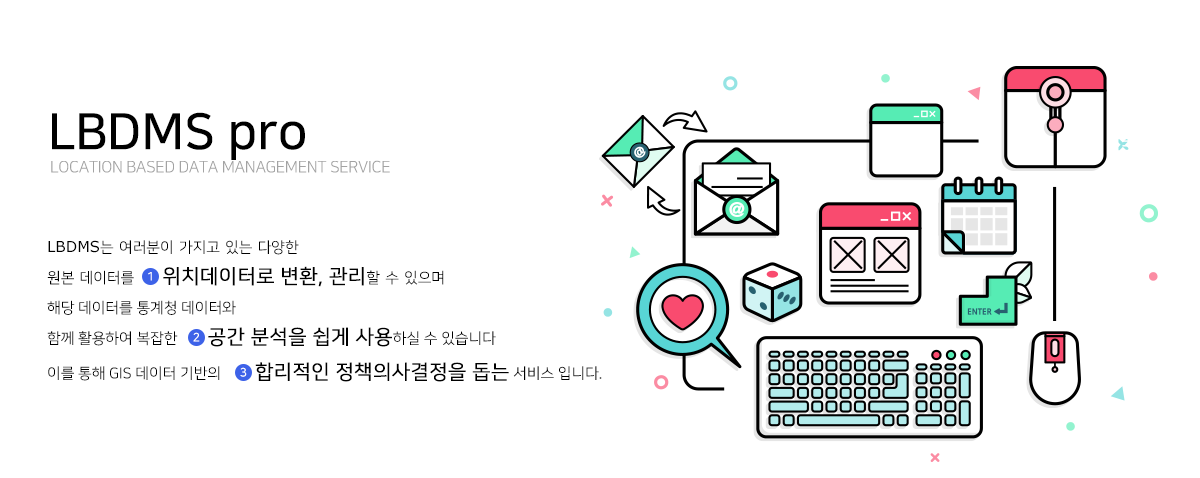 LBDMS pro
LOCATION BASED DATA MANAGEMENT SERVICE
LBDMS는 여러분이 가지고 있는 다양한
원본 데이터를 1 위치데이터로 변환, 관리할 수 있으며
해당 데이터를 통계청 데이터와
함께 활용하여 복잡한 2 공간 분석을 쉽게 사용하실 수 있습니다
이를 통해 GIS 데이터 기반의 3 합리적인 정책의사결정을 돕는 서비스 입니다.
@
@
ENTER